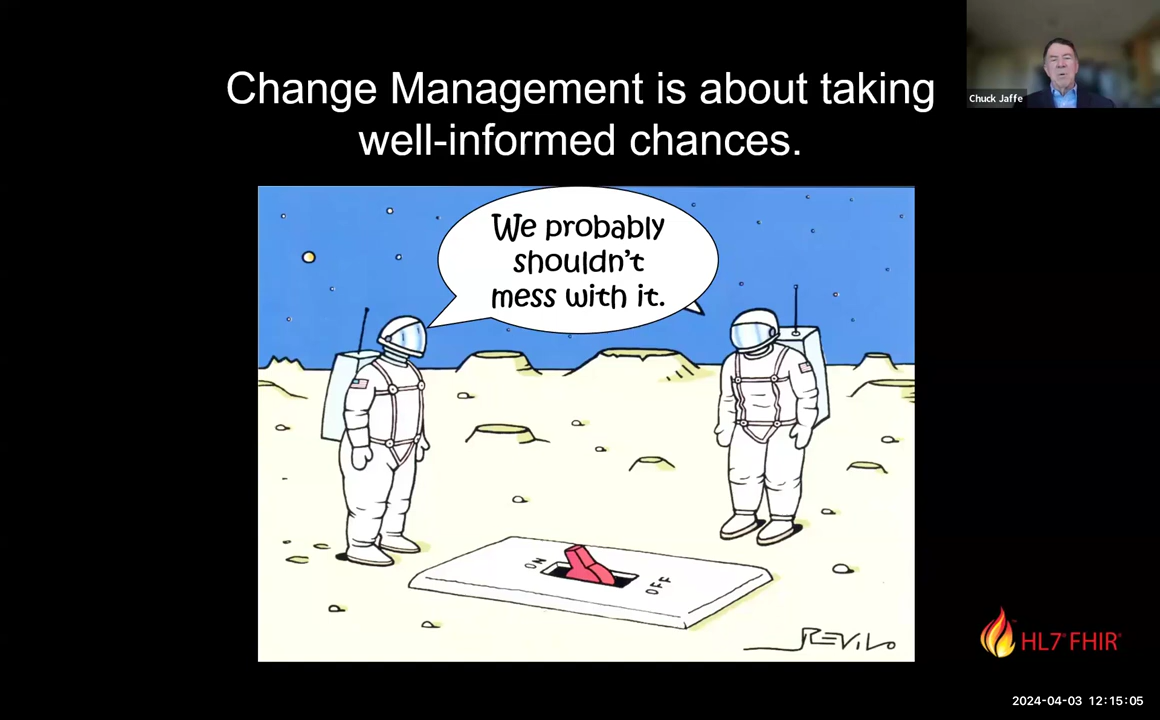 Change Management is about taking
well-informed chances.
Chuck Jaffe
We probably
shouldn't
mess with it.
ON
OFF
REVILO
HL7® FHIR®
2024-04-03 12:15:05